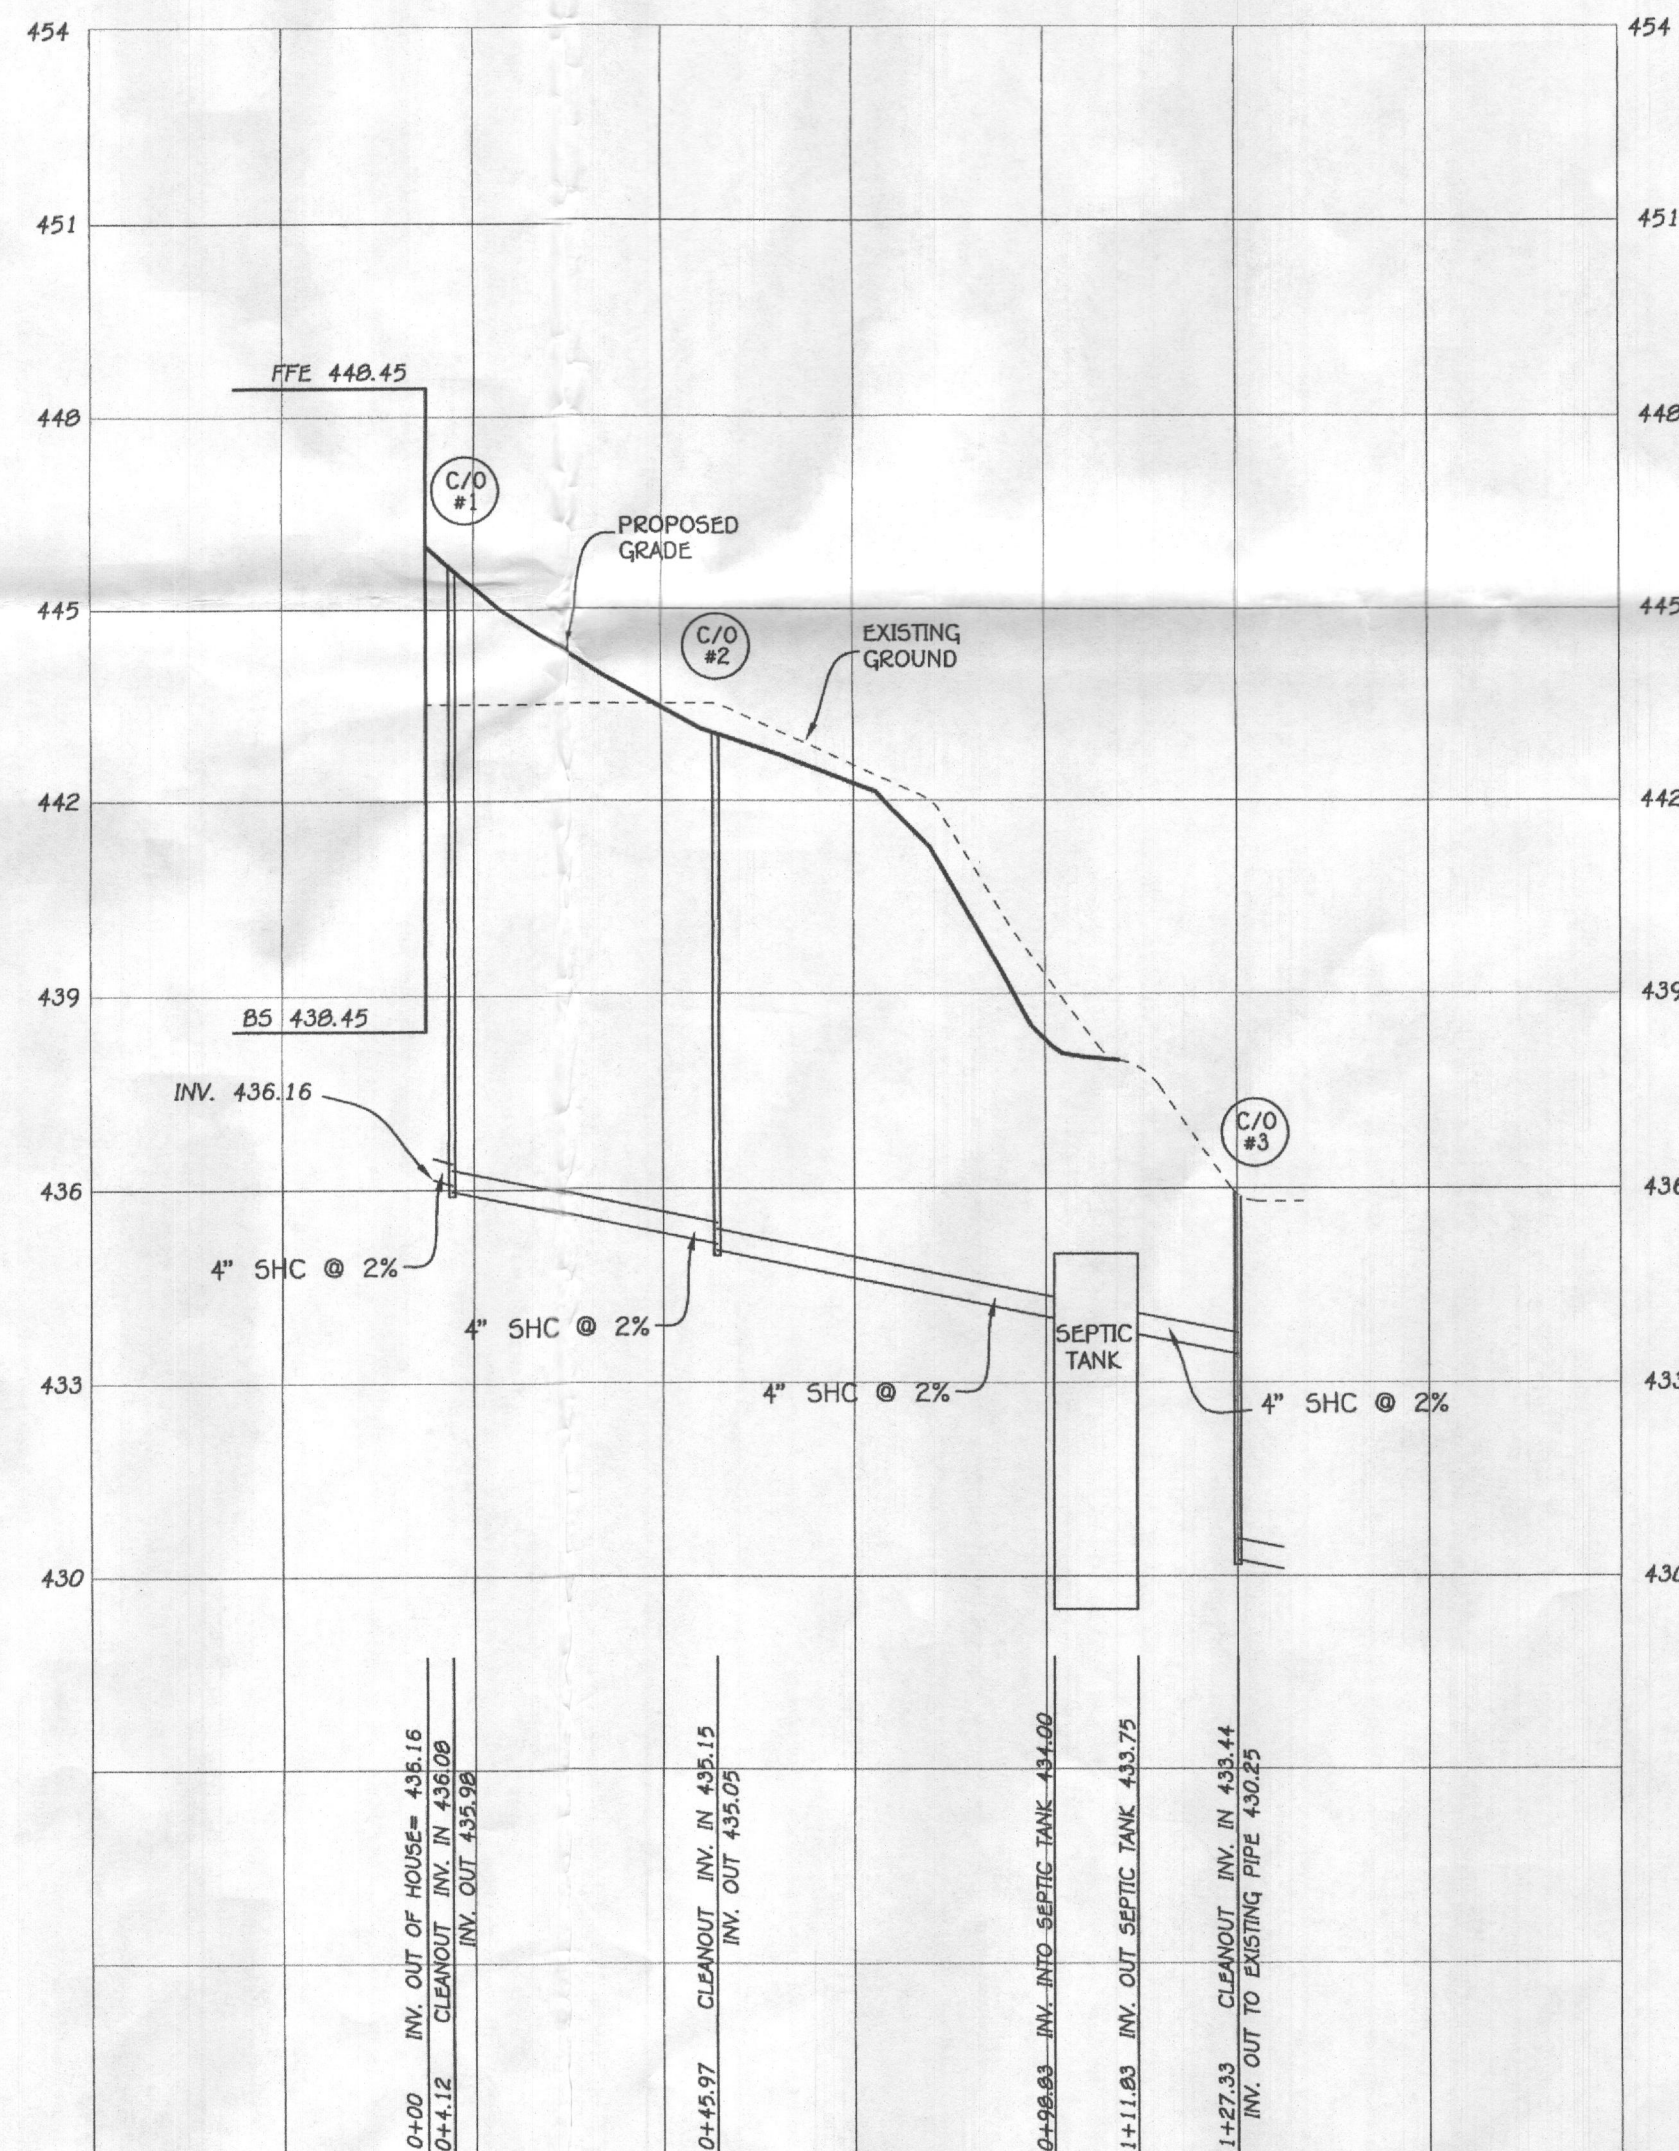 454
454
451
451
FFE 448.45
448
448
C/O
#1
PROPOSED
GRADE
445
445
C/O
#2
EXISTING
GROUND
442
442
439
439
BS 438.45
INV. 436.16
C/O
#3
436
436
4" SHC @ 2%
4" SHC @ 2%
SEPTIC
TANK
4" SHC @ 2%
433
433
4" SHC @ 2%
430
430
0+00 INV. OUT OF HOUSE= 436.16
0+4.12 CLEANOUT INV. IN 436.08
INV. OUT 435.98
0+45.97 CLEANOUT INV. IN 435.15
INV. OUT 435.05
0+98.83 INV. INTO SEPTIC TANK 434.00
1+11.83 INV. OUT SEPTIC TANK 433.75
1+27.33 CLEANOUT INV. IN 433.44
INV. OUT TO EXISTING PIPE 430.25